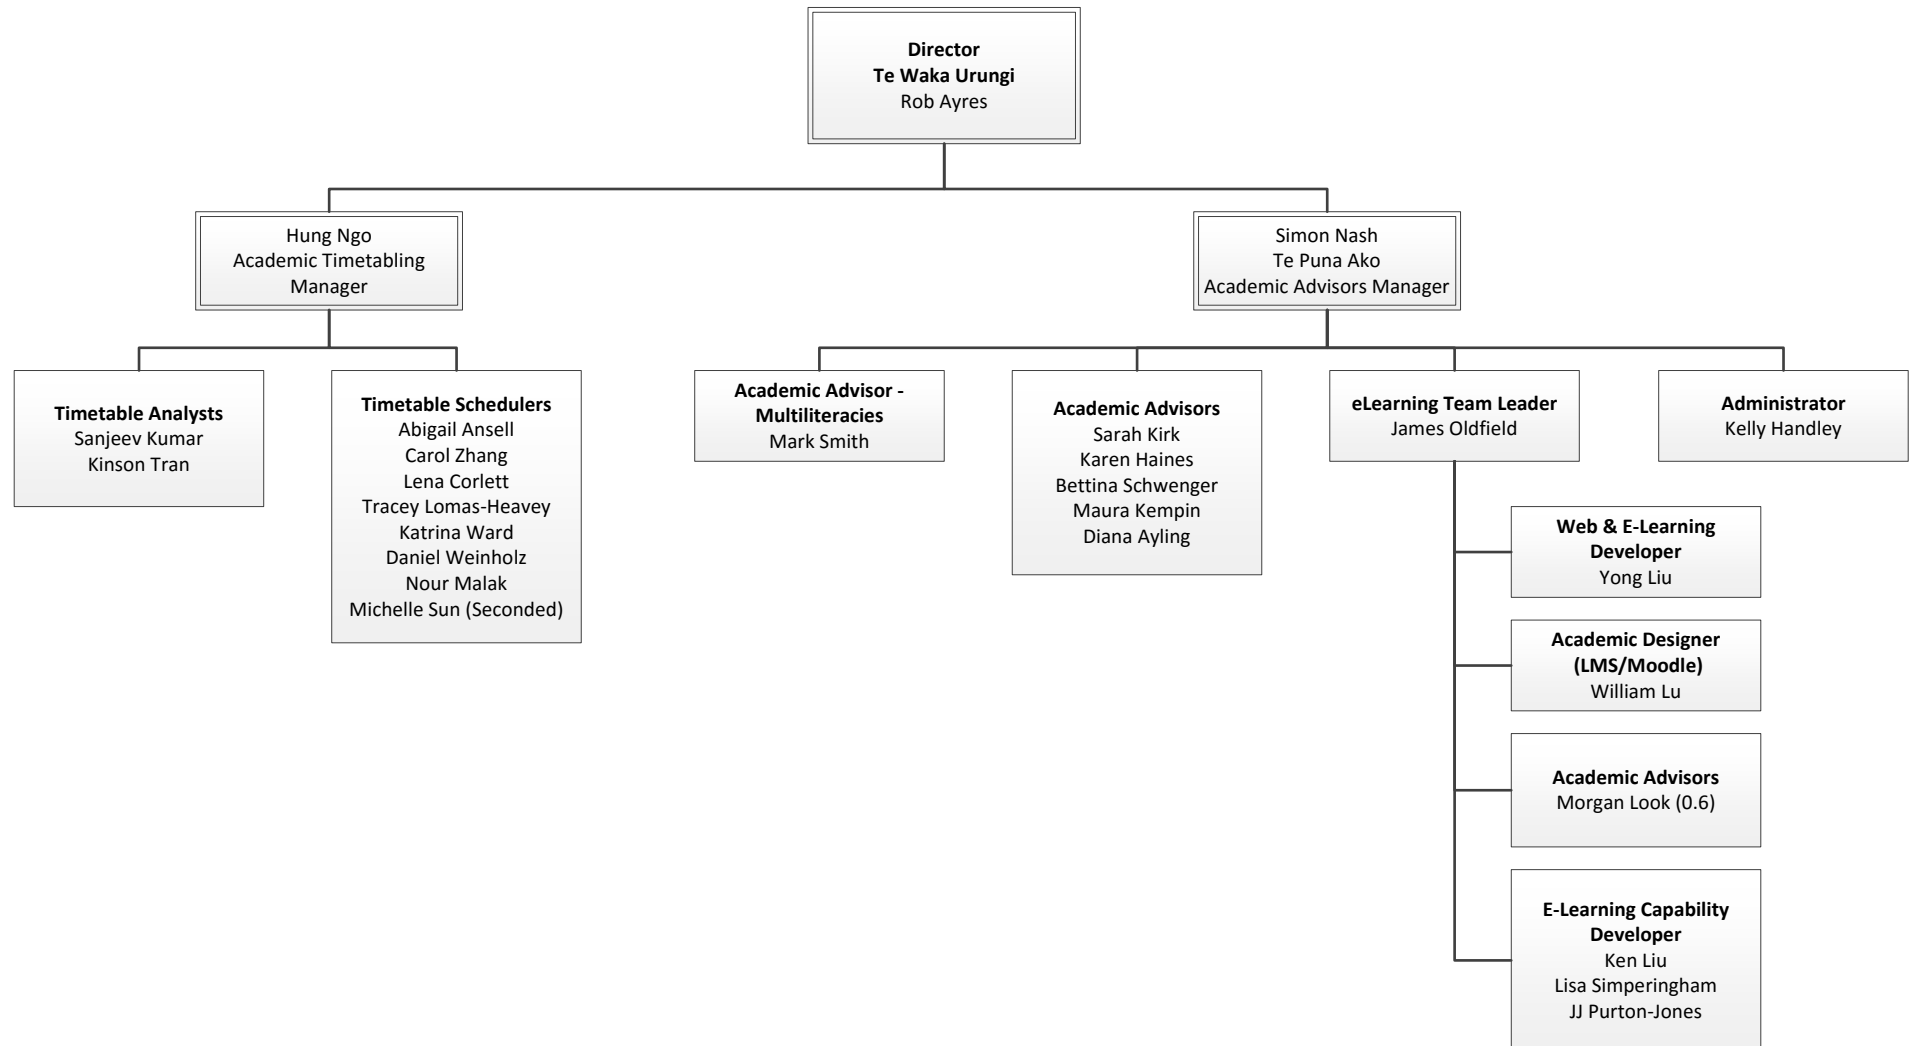 Director
Te Waka Urungi
Rob Ayres
Hung Ngo
Academic Timetabling
Manager
Simon Nash
Te Puna Ako
Academic Advisors Manager
Timetable Analysts
Sanjeev Kumar
Kinson Tran
Timetable Schedulers
Abigail Ansell
Carol Zhang
Lena Corlett
Tracey Lomas-Heavey
Katrina Ward
Daniel Weinholz
Nour Malak
Michelle Sun (Seconded)
Academic Advisor -
Multiliteracies
Mark Smith
Academic Advisors
Sarah Kirk
Karen Haines
Bettina Schwenger
Maura Kempin
Diana Ayling
eLearning Team Leader
James Oldfield
Administrator
Kelly Handley
Web & E-Learning
Developer
Yong Liu
Academic Designer
(LMS/Moodle)
William Lu
Academic Advisors
Morgan Look (0.6)
E-Learning Capability
Developer
Ken Liu
Lisa Simperingham
JJ Purton-Jones